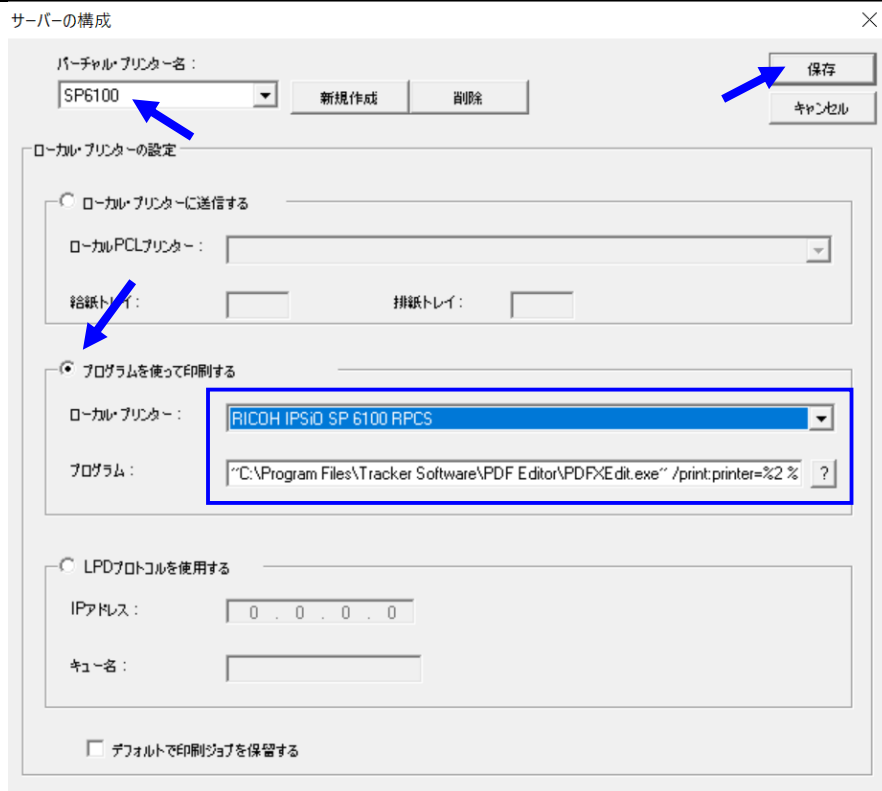 サーバーの構成
バーチャル・プリンター名：
SP6100
新規作成
削除
保存
キャンセル
ローカル・プリンターの設定
ローカル・プリンターに送信する
ローカルPCLプリンター：
給紙トレイ：
排紙トレイ：
プログラムを使って印刷する
ローカル・プリンター：
RICOH IPSiO SP 6100 RPCS
プログラム：
"C:\Program Files\Tracker Software\PDF Editor\PDFXEdit.exe" /print:printer=%2 %
?
LPDプロトコルを使用する
IPアドレス：
0 . 0 . 0 . 0
キュー名：
デフォルトで印刷ジョブを保留する